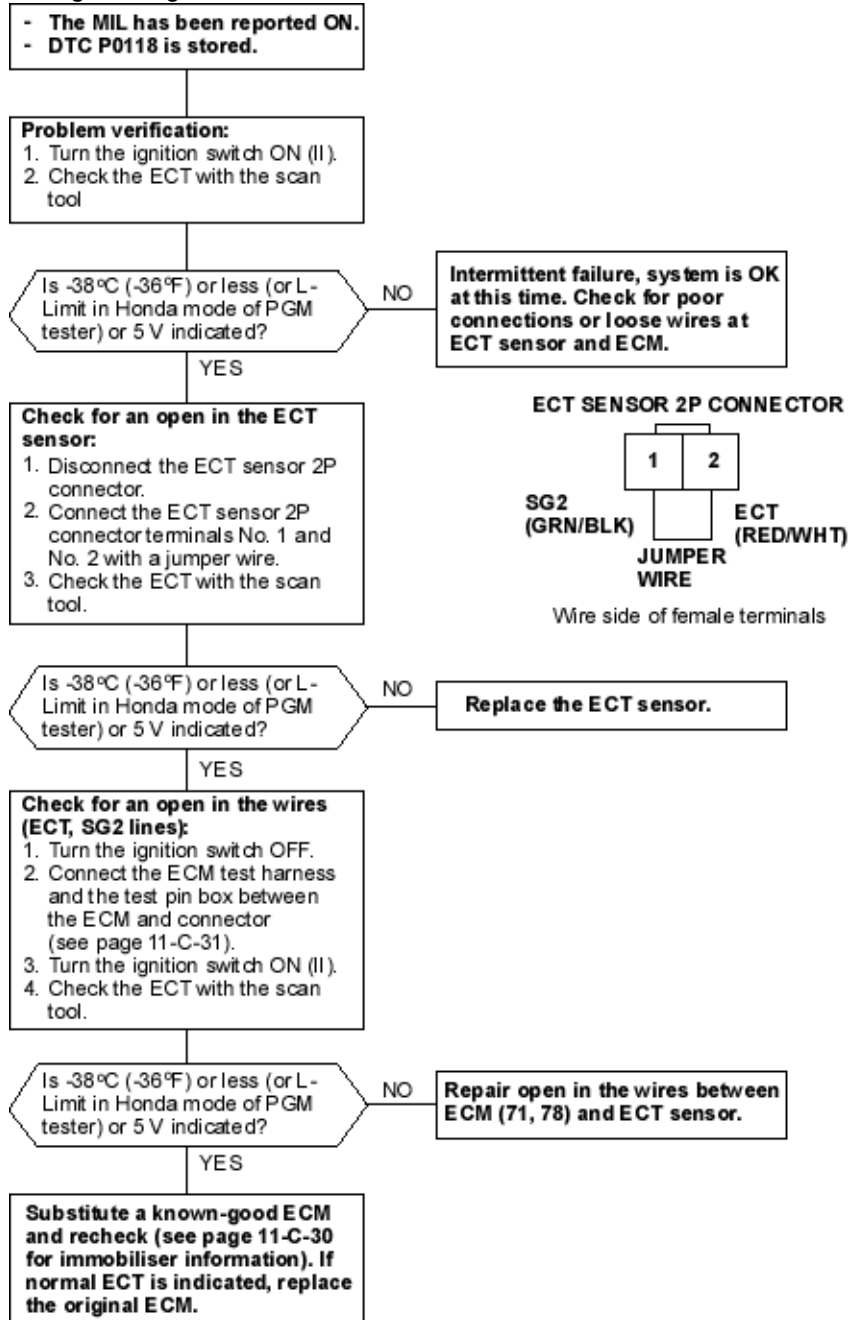 - The MIL has been reported ON.
- DTC P0118 is stored.
Problem verification:
1. Turn the ignition switch ON (II).
2. Check the ECT with the scan
tool
Is -38°C (-36°F) or less (or L-
Limit in Honda mode of PGM
tester) or 5 V indicated?
NO
Intermittent failure, system is OK
at this time. Check for poor
connections or loose wires at
ECT sensor and ECM.
YES
Check for an open in the ECT
sensor:
1. Disconnect the ECT sensor 2P
connector.
2. Connect the ECT sensor 2P
connector terminals No. 1 and
No. 2 with a jumper wire.
3. Check the ECT with the scan
tool.
ECT SENSOR 2P CONNECTOR
1 2
SG2
(GRN/BLK)
ECT
(RED/WHT)
JUMPER
WIRE
Wire side of female terminals
Is -38°C (-36°F) or less (or L-
Limit in Honda mode of PGM
tester) or 5 V indicated?
NO
Replace the ECT sensor.
YES
Check for an open in the wires
(ECT, SG2 lines):
1. Turn the ignition switch OFF.
2. Connect the ECM test harness
and the test pin box between
the ECM and connector
(see page 11-C-31).
3. Turn the ignition switch ON (II).
4. Check the ECT with the scan
tool.
Is -38°C (-36°F) or less (or L-
Limit in Honda mode of PGM
tester) or 5 V indicated?
NO
Repair open in the wires between
ECM (71, 78) and ECT sensor.
YES
Substitute a known-good ECM
and recheck (see page 11-C-30
for immobiliser information). If
normal ECT is indicated, replace
the original ECM.